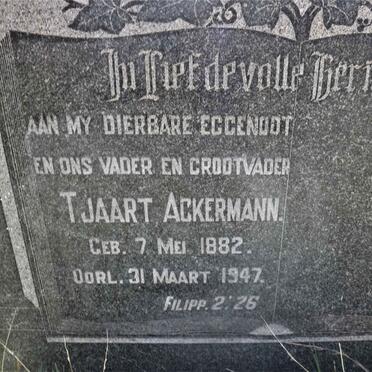 In Liefdevolle Heri
AAN MY DIERBARE EGGENOOT
EN ONS VADER EN GROOTVADER
TJAART ACKERMANN.
GEB. 7 MEI 1882.
OORL. 31 MAART 1947.
FILIPP. 2:26